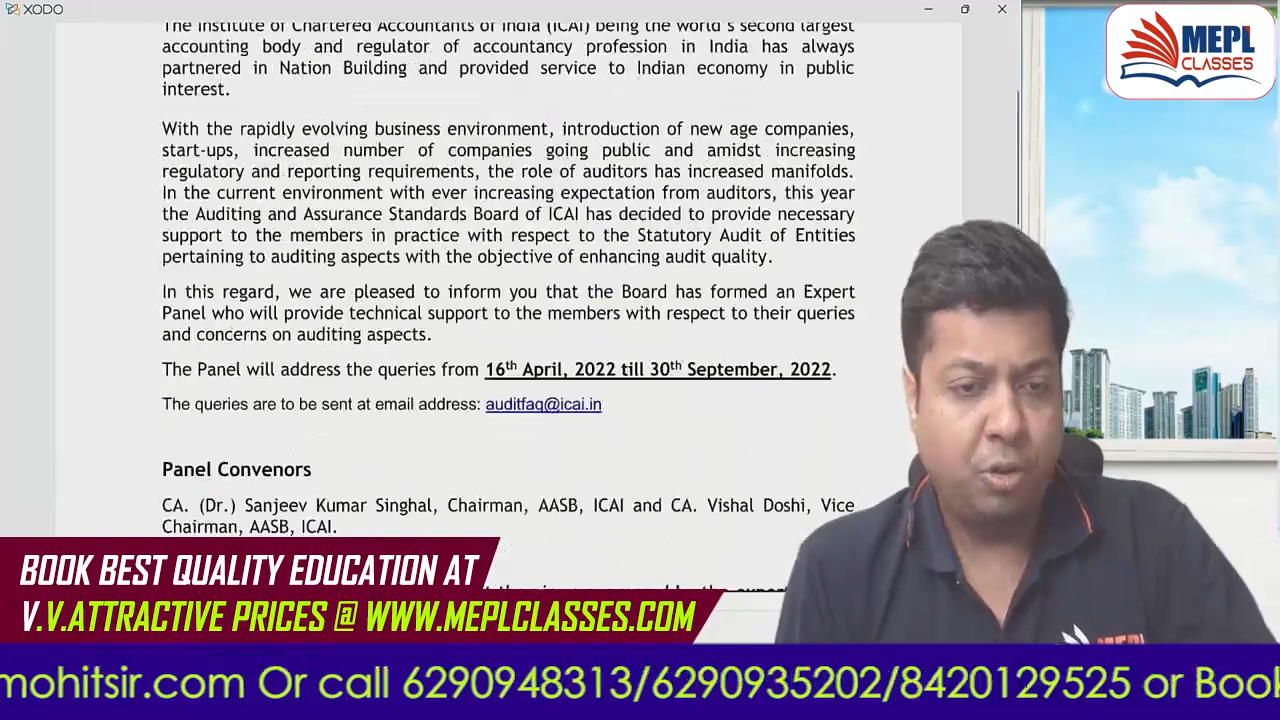 XODO
The Institute of Chartered Accountants of India (ICAI) being the world's second largest
accounting body and regulator of accountancy profession in India has always
partnered in Nation Building and provided service to Indian economy in public
interest.
With the rapidly evolving business environment, introduction of new age companies,
start-ups, increased number of companies going public and amidst increasing
regulatory and reporting requirements, the role of auditors has increased manifolds.
In the current environment with ever increasing expectation from auditors, this year
the Auditing and Assurance Standards Board of ICAI has decided to provide necessary
support to the members in practice with respect to the Statutory Audit of Entities
pertaining to auditing aspects with the objective of enhancing audit quality.
In this regard, we are pleased to inform you that the Board has formed an Expert
Panel who will provide technical support to the members with respect to their queries
and concerns on auditing aspects.
The Panel will address the queries from 16th April, 2022 till 30th September, 2022.
The queries are to be sent at email address: auditfaq@icai.in
Panel Convenors
CA. (Dr.) Sanjeev Kumar Singhal, Chairman, AASB, ICAI and CA. Vishal Doshi, Vice
Chairman, AASB, ICAI.
MEPL
CLASSES
BOOK BEST QUALITY EDUCATION AT
V.V.ATTRACTIVE PRICES @ WWW.MEPLCLASSES.COM
MEPL
mohitsir.com Or call 6290948313/6290935202/8420129525 or Book